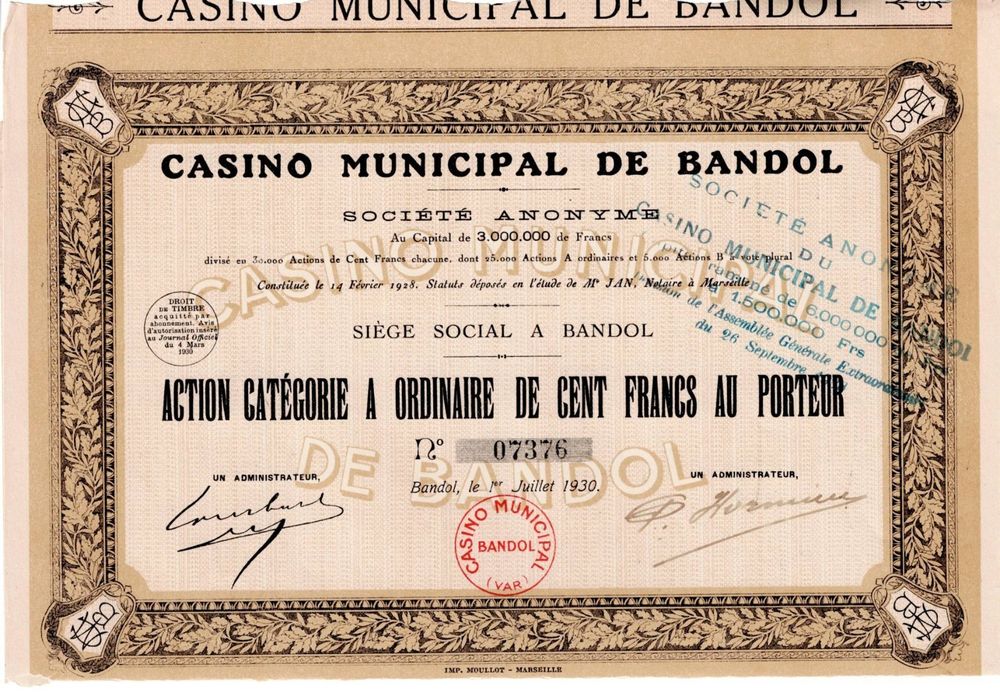 CASINO MUNICIPAL DE BANDOL
CASINO MUNICIPAL DE BANDOL
SOCIÉTÉ ANONYME
Au Capital de 3.000.000 de Francs
divisé en 30.000 Actions de Cent Francs chacune, dont 25.000 Actions A ordinaires et 5.000 Actions B à vote plural
Constituée le 14 Février 1928. Statuts déposés en l'étude de Me JAN, Notaire à Marseille
SIÈGE SOCIAL A BANDOL
DROIT
DE TIMBRE
acquitté par
abonnement. Avis
d'autorisation inséré
au Journal Officiel
du 4 Mars
1930
SOCIÉTÉ ANONYME
DU
CASINO MUNICIPAL DE BANDOL
de 6.000.000
1.500.000 Frs
de l'Assemblée Générale Extraordinaire
du 26 Septembre
CASINO MUNICIPAL
DE BANDOL
ACTION CATÉGORIE A ORDINAIRE DE CENT FRANCS AU PORTEUR
No 07376
Bandol, le 1er Juillet 1930.
UN ADMINISTRATEUR,
UN ADMINISTRATEUR,
CASINO MUNICIPAL
BANDOL
(VAR)
IMP. MOULLOT - MARSEILLE